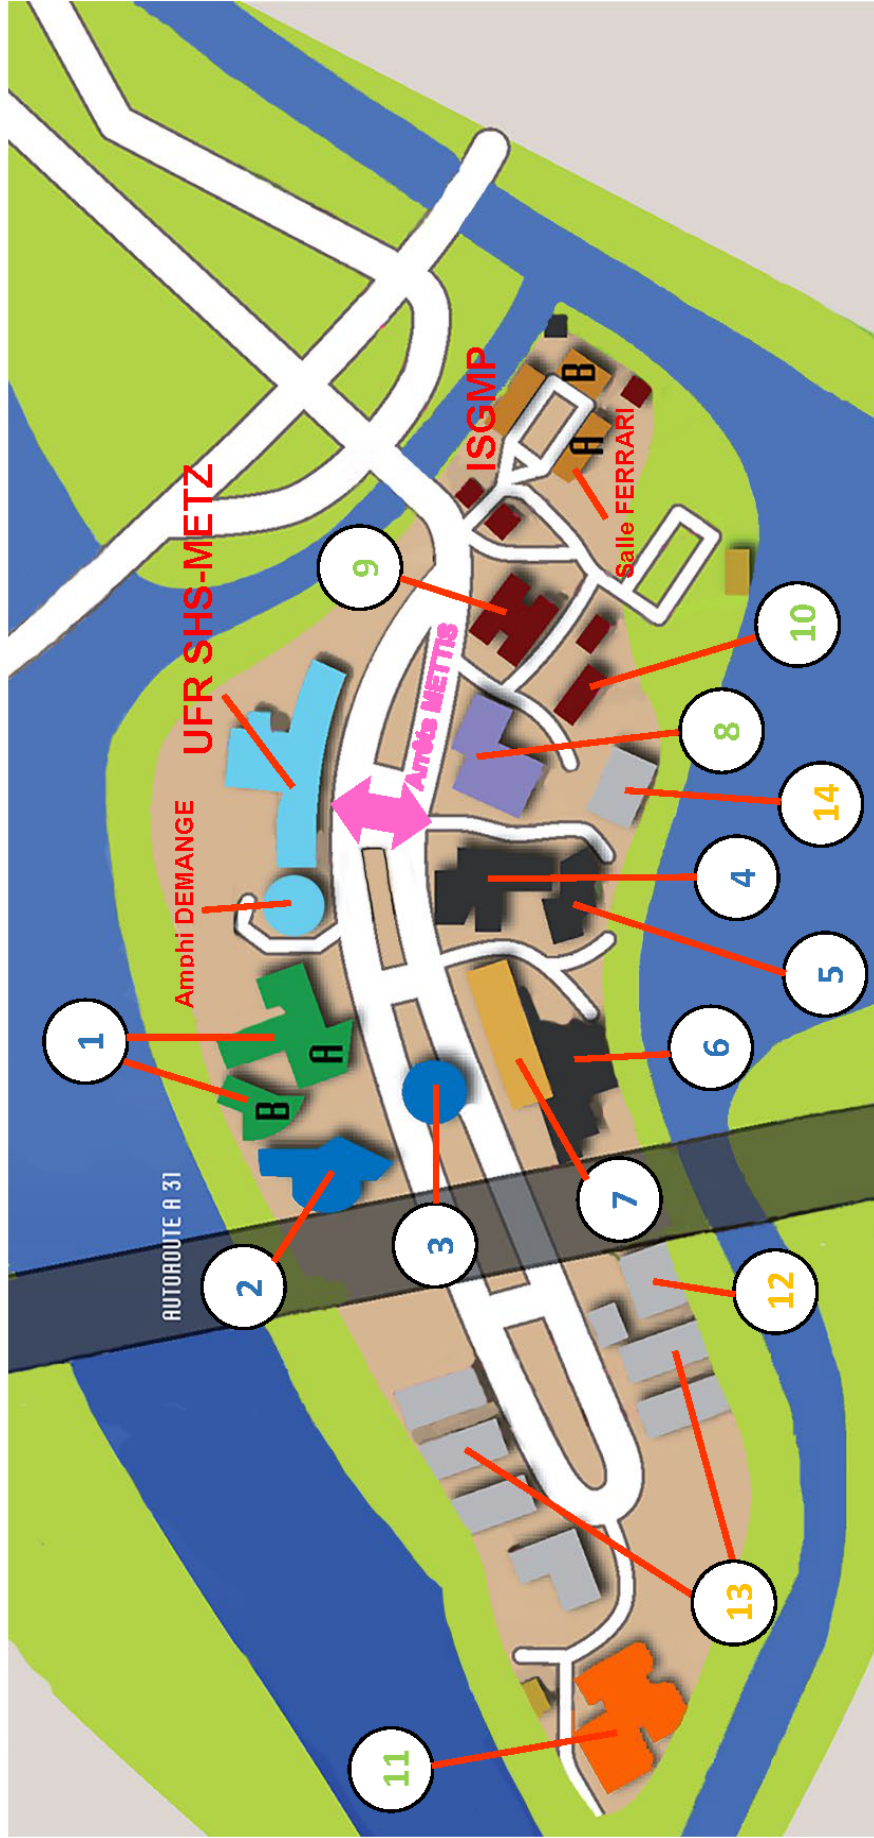 AUTOROUTE A 31
UFR SHS-METZ
Amphi DEMANGE
Arrêts METTIS
ISGMP
Salle FERRARI
A
B
A
B
1
2
3
4
5
6
7
8
9
10
11
12
13
14